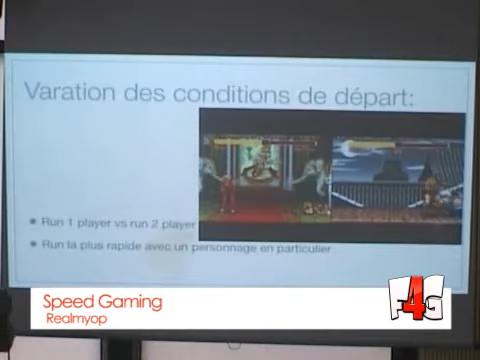 Varation des conditions de départ:
Run 1 player vs run 2 player
Run la plus rapide avec un personnage en particulier
Speed Gaming
Realmyop
F4G